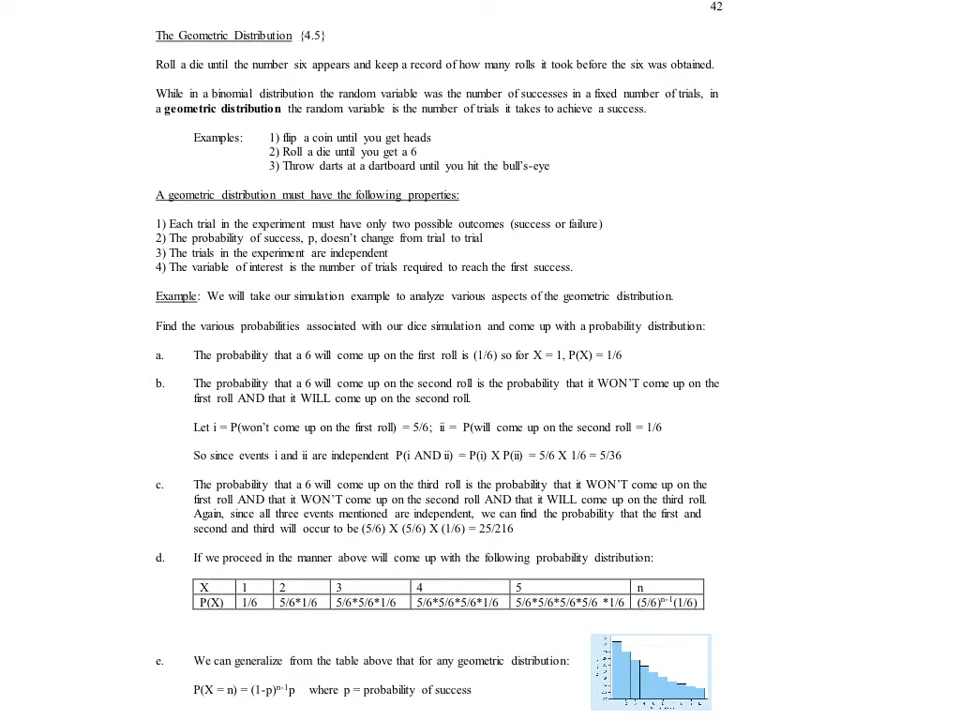 42
The Geometric Distribution {4.5}
Roll a die until the number six appears and keep a record of how many rolls it took before the six was obtained.
While in a binomial distribution the random variable was the number of successes in a fixed number of trials, in
a geometric distribution the random variable is the number of trials it takes to achieve a success.
Examples: 1) flip a coin until you get heads
2) Roll a die until you get a 6
3) Throw darts at a dartboard until you hit the bull's-eye
A geometric distribution must have the following properties:
1) Each trial in the experiment must have only two possible outcomes (success or failure)
2) The probability of success, p, doesn't change from trial to trial
3) The trials in the experiment are independent
4) The variable of interest is the number of trials required to reach the first success.
Example: We will take our simulation example to analyze various aspects of the geometric distribution.
Find the various probabilities associated with our dice simulation and come up with a probability distribution:
a. The probability that a 6 will come up on the first roll is (1/6) so for X = 1, P(X) = 1/6
b. The probability that a 6 will come up on the second roll is the probability that it WON'T come up on the
first roll AND that it WILL come up on the second roll.
Let i = P(won't come up on the first roll) = 5/6; ii = P(will come up on the second roll = 1/6
So since events i and ii are independent P(i AND ii) = P(i) X P(ii) = 5/6 X 1/6 = 5/36
c. The probability that a 6 will come up on the third roll is the probability that it WON'T come up on the
first roll AND that it WON'T come up on the second roll AND that it WILL come up on the third roll.
Again, since all three events mentioned are independent, we can find the probability that the first and
second and third will occur to be (5/6) X (5/6) X (1/6) = 25/216
d. If we proceed in the manner above will come up with the following probability distribution:
X 1 2 3 4 5 n
P(X) 1/6 5/6*1/6 5/6*5/6*1/6 5/6*5/6*5/6*1/6 5/6*5/6*5/6*5/6 *1/6 (5/6)ⁿ⁻¹(1/6)
e. We can generalize from the table above that for any geometric distribution:
P(X = n) = (1-p)ⁿ⁻¹p where p = probability of success